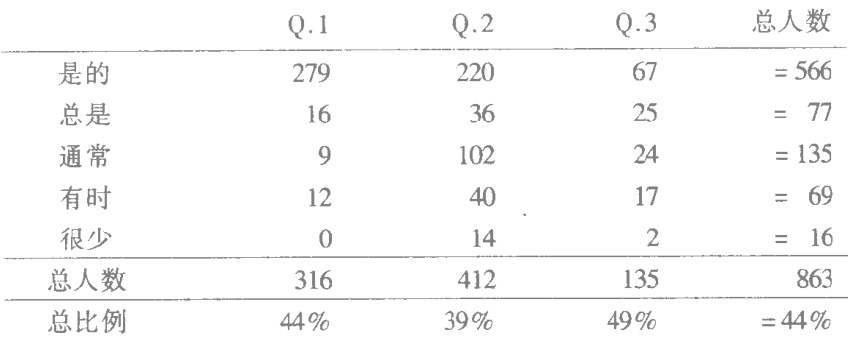 Q.1 Q.2 Q.3 总人数
是的 279 220 67 = 566
总是 16 36 25 = 77
通常 9 102 24 = 135
有时 12 40 17 = 69
很少 0 14 2 = 16
总人数 316 412 135 863
总比例 44% 39% 49% = 44%